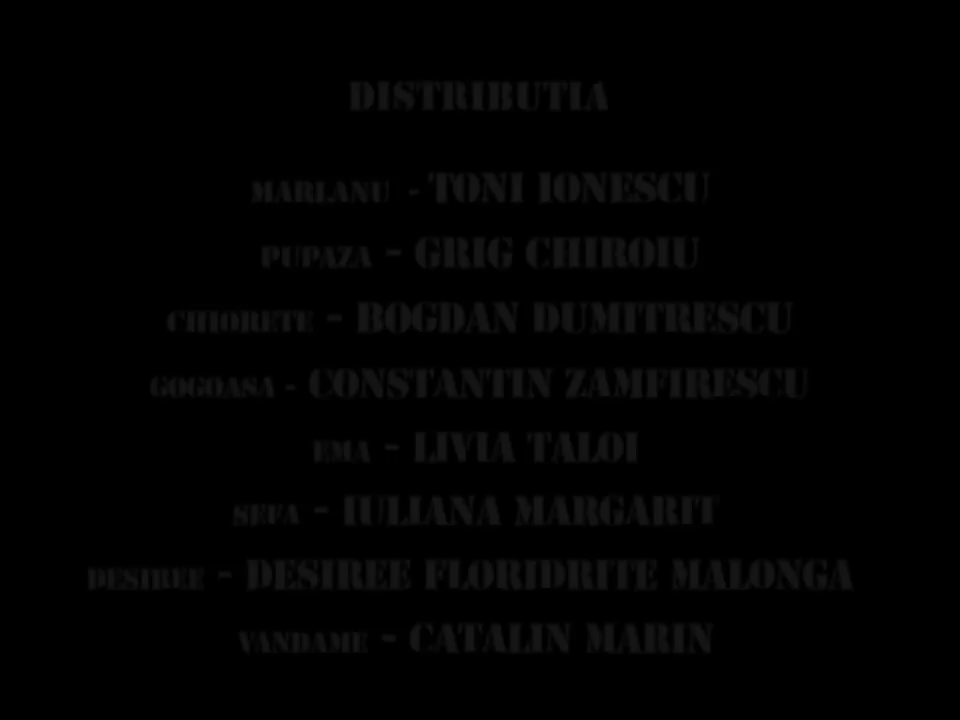 DISTRIBUTIA
MARLANU - TONI IONESCU
PUPAZA - GRIG CHIROIU
CHIORETE - BOGDAN DUMITRESCU
GOGOASA - CONSTANTIN ZAMFIRESCU
EMA - LIVIA TALOI
SEFA - IULIANA MARGARIT
DESIREE - DESIREE FLORIDRITE MALONGA
VANDAME - CATALIN MARIN